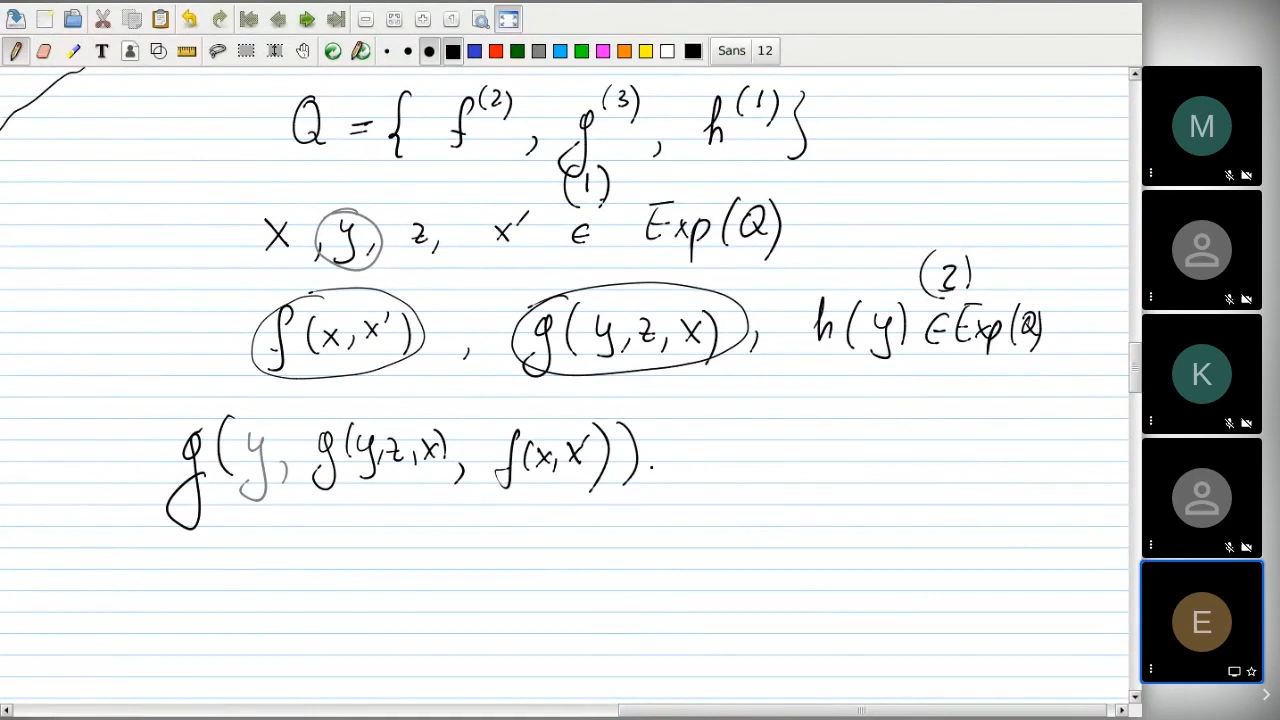 Sans 12
Q = { f^(2), g^(3), h^(1) }
(1)
x, y, z, x' ∈ Exp(Q)
(2)
f(x, x'), g(y, z, x), h(y) ∈ Exp(Q)
g(y, g(y, z, x), f(x, x')).
M
K
E